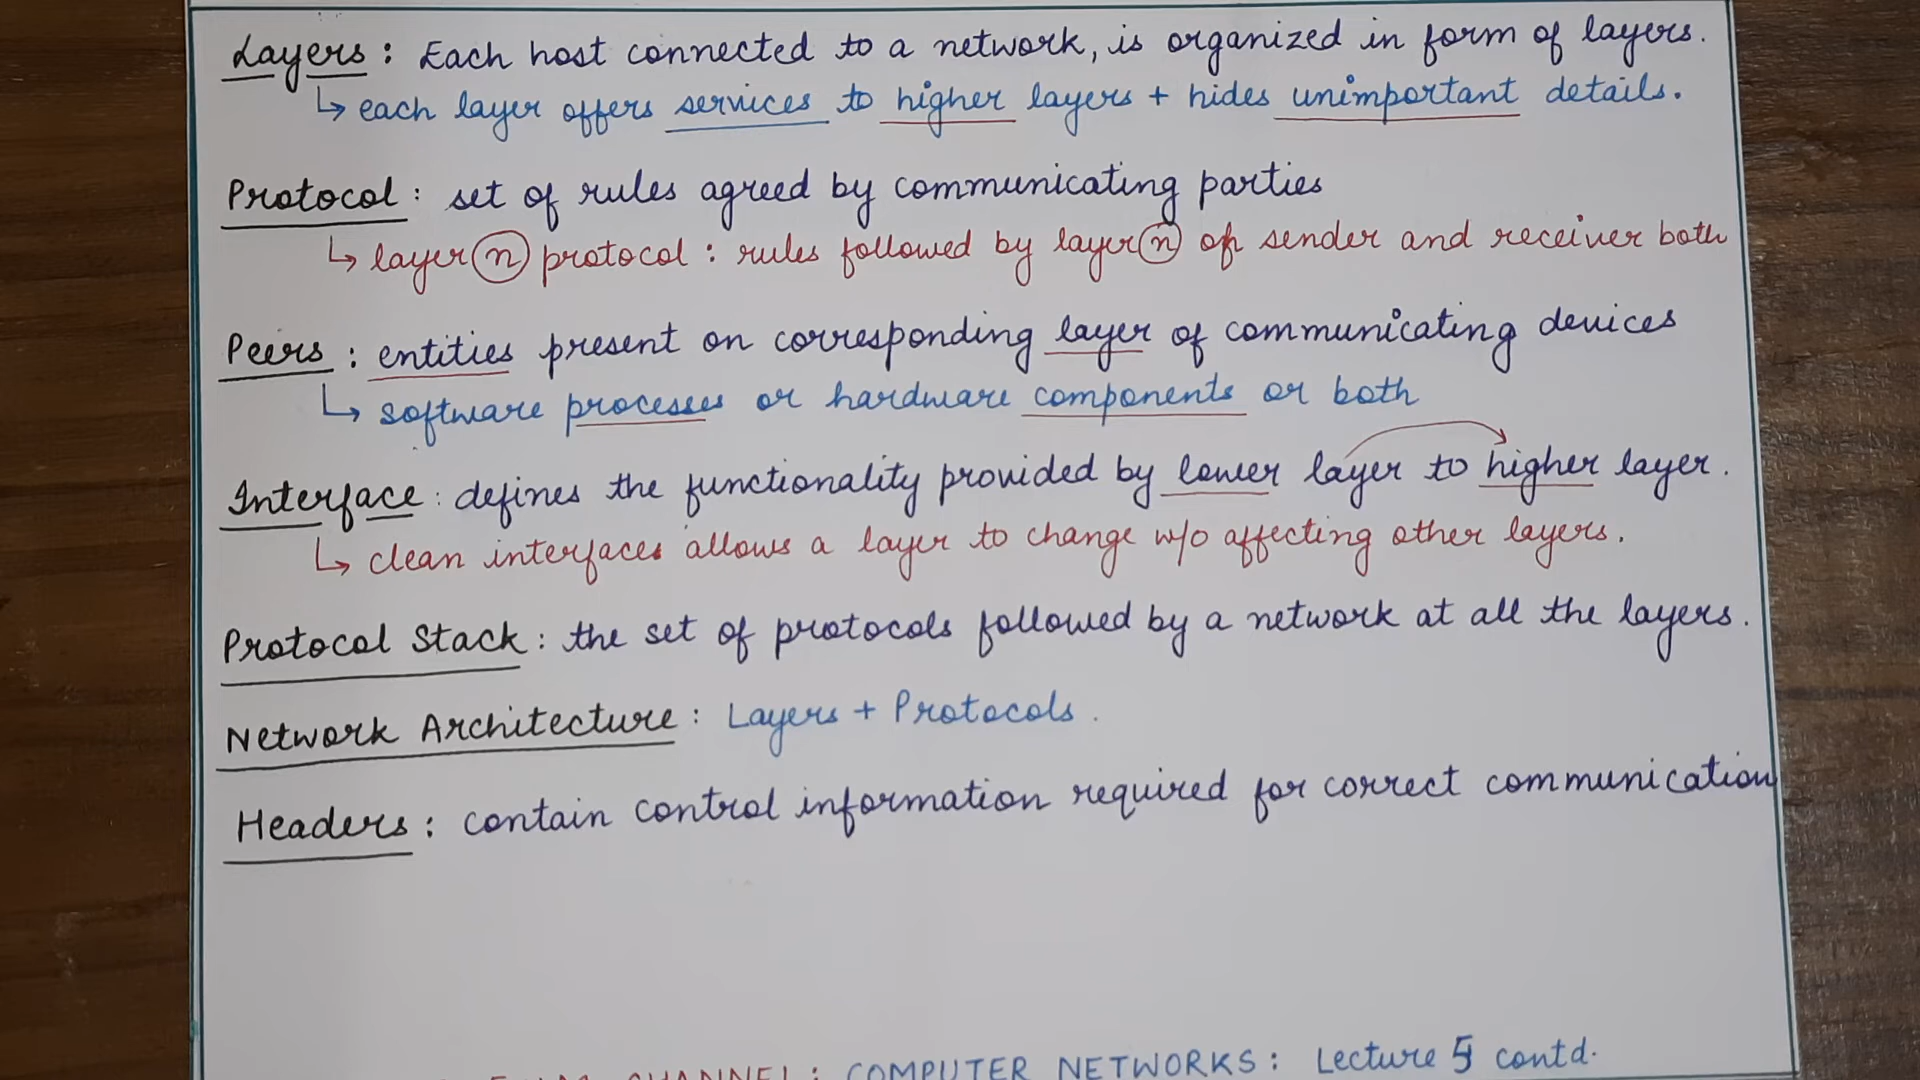 Layers: Each host connected to a network, is organized in form of layers.
↳ each layer offers services to higher layers + hides unimportant details.
Protocol: set of rules agreed by communicating parties
↳ layer n protocol: rules followed by layer n of sender and receiver both
Peers: entities present on corresponding layer of communicating devices
↳ software processes or hardware components or both
Interface: defines the functionality provided by lower layer to higher layer.
↳ clean interfaces allows a layer to change w/o affecting other layers.
Protocol Stack: the set of protocols followed by a network at all the layers.
Network Architecture: Layers + Protocols.
Headers: contain control information required for correct communication
CHANNEL: COMPUTER NETWORKS: Lecture 5 contd.